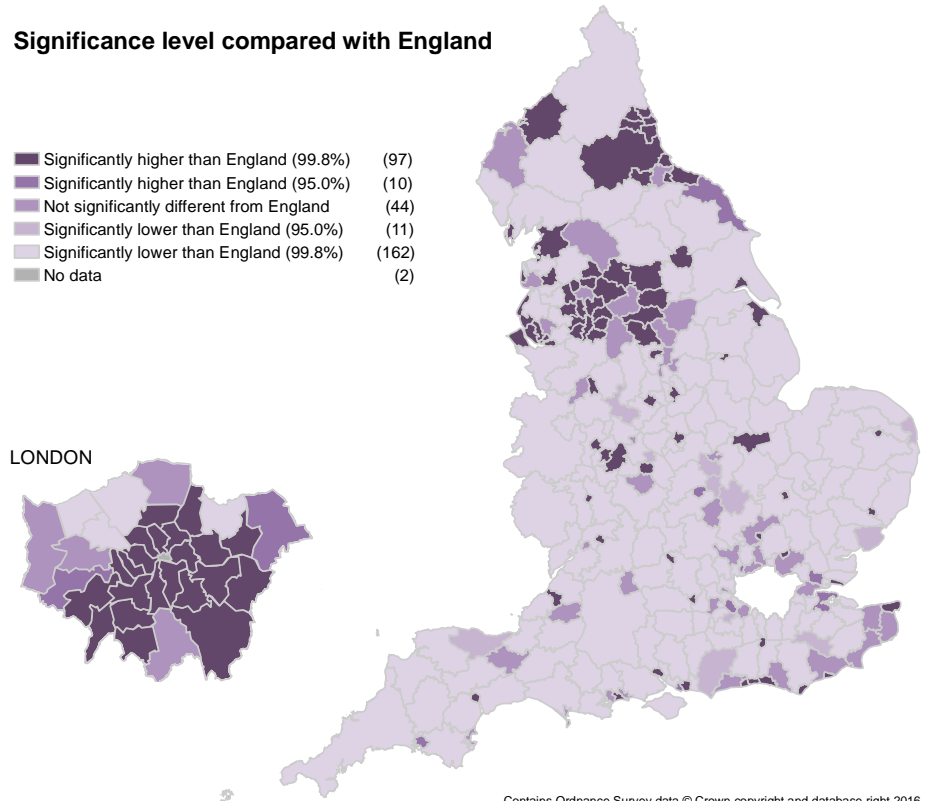 Significance level compared with England
Significantly higher than England (99.8%) (97)
Significantly higher than England (95.0%) (10)
Not significantly different from England (44)
Significantly lower than England (95.0%) (11)
Significantly lower than England (99.8%) (162)
No data (2)
LONDON
Contains Ordnance Survey data © Crown copyright and database right 2016